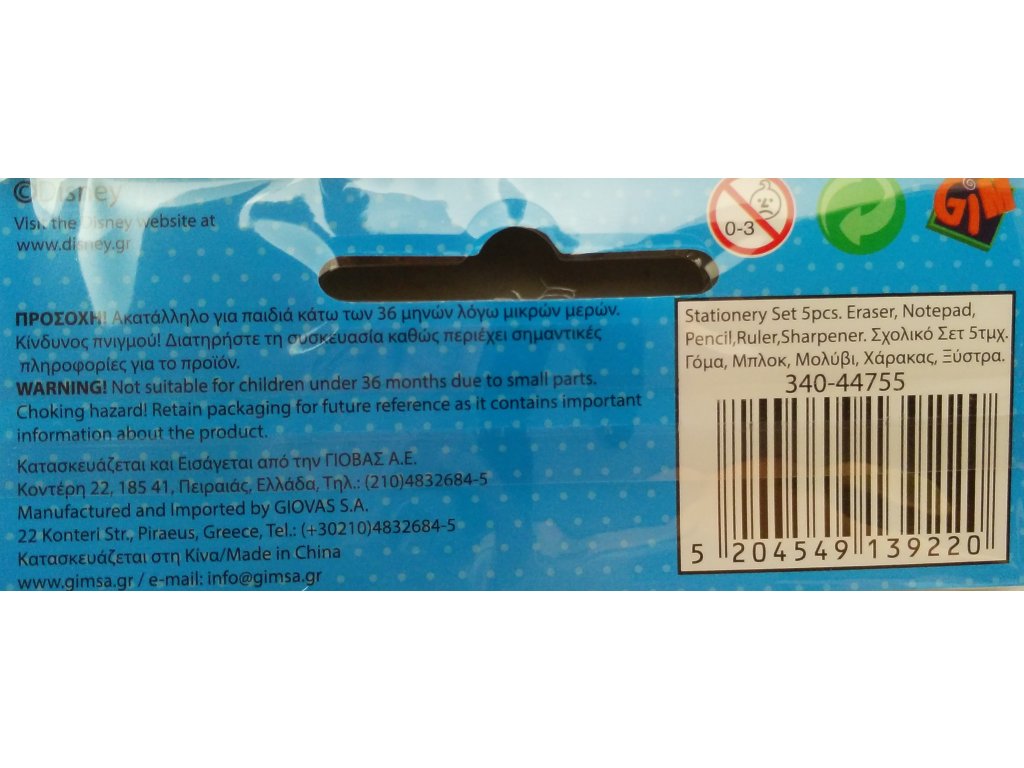 ©Disney
Visit the Disney website at
www.disney.gr
0-3
ΠΡΟΣΟΧΗ! Ακατάλληλο για παιδιά κάτω των 36 μηνών λόγω μικρών μερών.
Κίνδυνος πνιγμού! Διατηρήστε τη συσκευασία καθώς περιέχει σημαντικές
πληροφορίες για το προϊόν.
WARNING! Not suitable for children under 36 months due to small parts.
Choking hazard! Retain packaging for future reference as it contains important
information about the product.
Κατασκευάζεται και Εισάγεται από την ΓΙΟΒΑΣ Α.Ε.
Κοντέρη 22, 185 41, Πειραιάς, Ελλάδα, Τηλ.: (210)4832684-5
Manufactured and Imported by GIOVAS S.A.
22 Konteri Str., Piraeus, Greece, Tel.: (+30210)4832684-5
Κατασκευάζεται στη Κίνα/Made in China
www.gimsa.gr / e-mail: info@gimsa.gr
Stationery Set 5pcs. Eraser, Notepad,
Pencil,Ruler,Sharpener. Σχολικό Σετ 5τμχ.
Γόμα, Μπλοκ, Μολύβι, Χάρακας, Ξύστρα.
340-44755
5 204549 139220